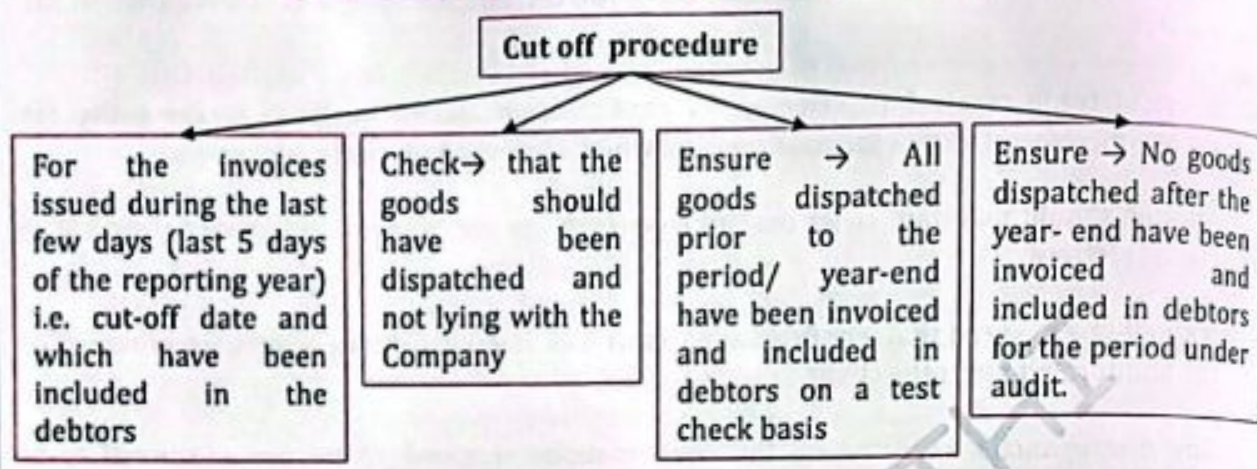 Cut off procedure
For the invoices
issued during the last
few days (last 5 days
of the reporting year)
i.e. cut-off date and
which have been
included in the
debtors
Check→ that the
goods should
have been
dispatched and
not lying with the
Company
Ensure → All
goods dispatched
prior to the
period/ year-end
have been invoiced
and included in
debtors on a test
check basis
Ensure → No goods
dispatched after the
year- end have been
invoiced and
included in debtors
for the period under
audit.